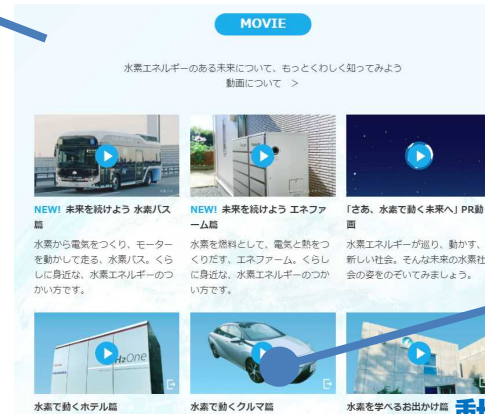 MOVIE
水素エネルギーのある未来について、もっとくわしく知ってみよう
動画について >
NEW! 未来を続けよう 水素バス
篇
水素から電気をつくり、モーター
を動かして走る、水素バス。くら
しに身近な、水素エネルギーのつ
かい方です。
NEW! 未来を続けよう エネファ
ーム篇
水素を燃料として、電気と熱をつ
くりだす、エネファーム。くらし
に身近な、水素エネルギーのつか
い方です。
「さあ、水素で動く未来へ」PR動
画
水素エネルギーが巡り、動かす、
新しい社会。そんな未来の水素社
会の姿をのぞいてみましょう。
H2One
水素で動くホテル篇
水素で動くクルマ篇
水素を学べるお出かけ篇